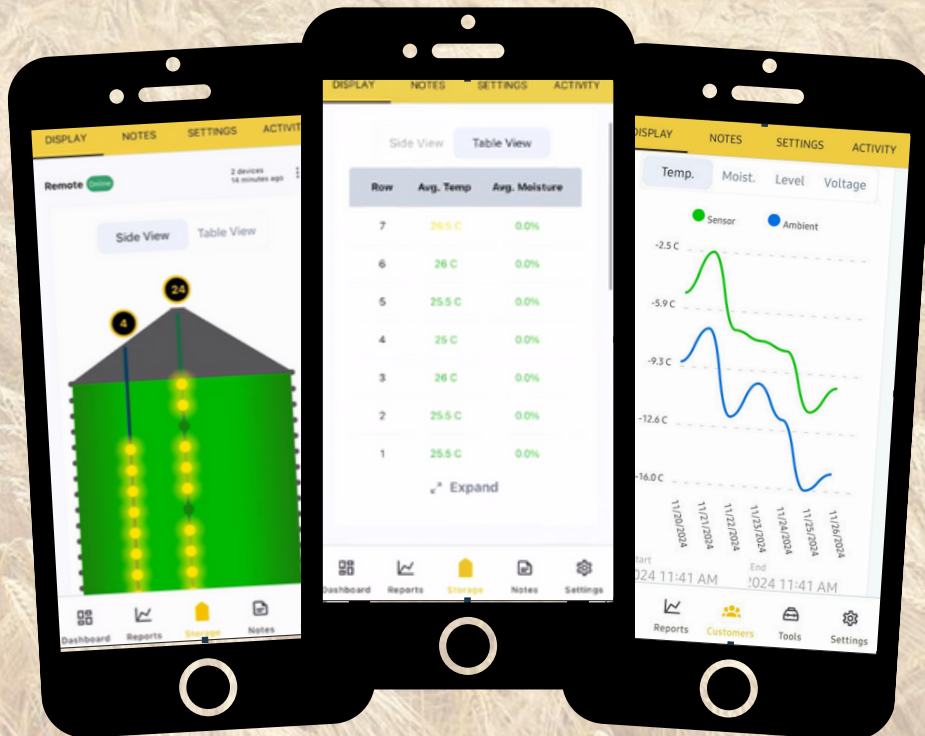 DISPLAY NOTES SETTINGS ACTIVIT
Remote Online
2 devices
14 minutes ago
Side View Table View
24
4
Dashboard Reports Storage Notes
DISPLAY NOTES SETTINGS ACTIVITY
Side View Table View
Row Avg. Temp Avg. Moisture
7 26.5 C 0.0%
6 26 C 0.0%
5 25.5 C 0.0%
4 25 C 0.0%
3 26 C 0.0%
2 25.5 C 0.0%
1 25.5 C 0.0%
Expand
Dashboard Reports Storage Notes Settings
DISPLAY NOTES SETTINGS ACTIVITY
Temp. Moist. Level Voltage
Sensor Ambient
-2.5 C
-5.9 C
-9.3 C
-12.6 C
-16.0 C
11/20/2024 11/21/2024 11/22/2024 11/23/2024 11/24/2024 11/25/2024 11/26/2024
tart End
024 11:41 AM 2024 11:41 AM
Reports Customers Tools Settings